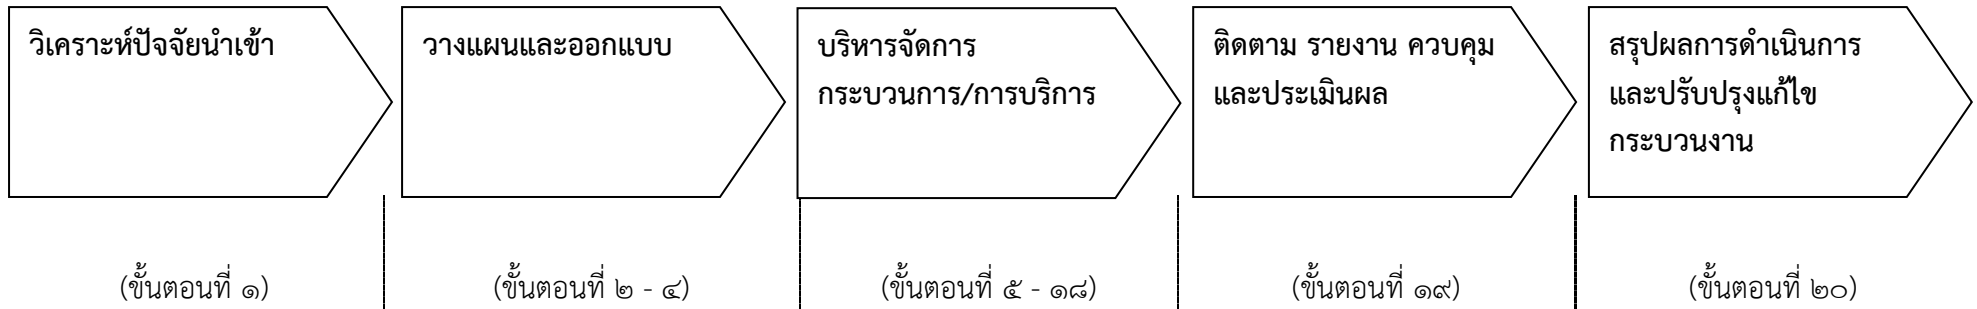 วิเคราะห์ปัจจัยนำเข้า
วางแผนและออกแบบ
บริหารจัดการ
กระบวนการ/การบริการ
ติดตาม รายงาน ควบคุม
และประเมินผล
สรุปผลการดำเนินการ
และปรับปรุงแก้ไข
กระบวนงาน
(ขั้นตอนที่ ๑)
(ขั้นตอนที่ ๒ - ๔)
(ขั้นตอนที่ ๕ - ๑๘)
(ขั้นตอนที่ ๑๙)
(ขั้นตอนที่ ๒๐)